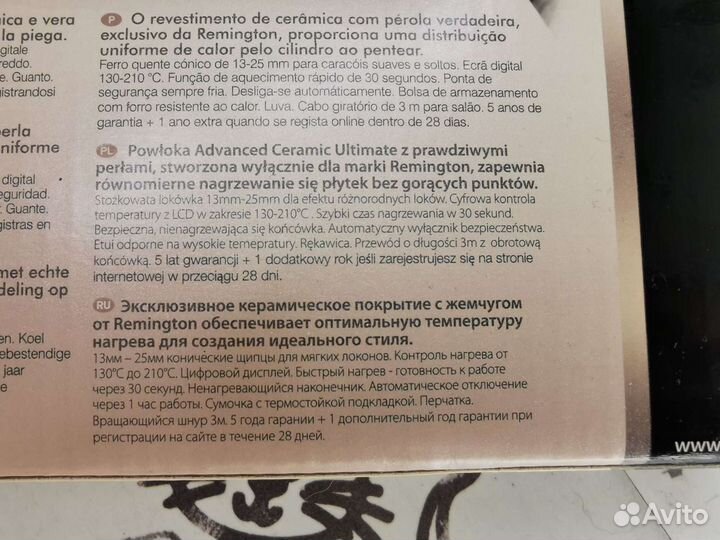 ica e vera
la piega.
igitale
reddo.
e. Guanto.
gistrandosi
perla
uniforme
digital
eguridad.
. Guante.
gistras en
met echte
deling op
en. Koel
ebestendige
jaar
P O revestimento de cerâmica com pérola verdadeira,
exclusivo da Remington, proporciona uma distribuição
uniforme de calor pelo cilindro ao pentear.
Ferro quente cónico de 13-25 mm para caracóis suaves e soltos. Ecrã digital
130-210 °C. Função de aquecimento rápido de 30 segundos. Ponta de
segurança sempre fria. Desliga-se automáticamente. Bolsa de armazenamento
com forro resistente ao calor. Luva. Cabo giratório de 3 m para salão. 5 anos de
garantia + 1 ano extra quando se regista online dentro de 28 dias.
PL Powłoka Advanced Ceramic Ultimate z prawdziwymi
perłami, stworzona wyłącznie dla marki Remington, zapewnia
równomierne nagrzewanie się płytek bez gorących punktów.
Stożkowata lokówka 13mm-25mm dla efektu różnorodnych loków. Cyfrowa kontrola
temperatury z LCD w zakresie 130-210°C . Szybki czas nagrzewania w 30 sekund.
Bezpieczna, nienagrzewająca się końcówka. Automatyczny wyłącznik bezpieczeństwa.
Etui odporne na wysokie temepratury. Rękawica. Przewód o długości 3m z obrotową
końcówką. 5 lat gwarancji + 1 dodatkowy rok jeśli zarejestrujesz się na stronie
internetowej w przeciągu 28 dni.
RU Эксклюзивное керамическое покрытие с жемчугом
от Remington обеспечивает оптимальную температуру
нагрева для создания идеального стиля.
13мм – 25мм конические щипцы для мягких локонов. Контроль нагрева от
130°C до 210°C. Цифровой дисплей. Быстрый нагрев - готовность к работе
через 30 секунд. Ненагревающийся наконечник. Автоматическое отключение
через 1 час работы. Сумочка с термостойкой подкладкой. Перчатка.
Вращающийся шнур 3м. 5 года гарании + 1 дополнительный год гарантии при
регистрации на сайте в течение 28 дней.
www.
Avito